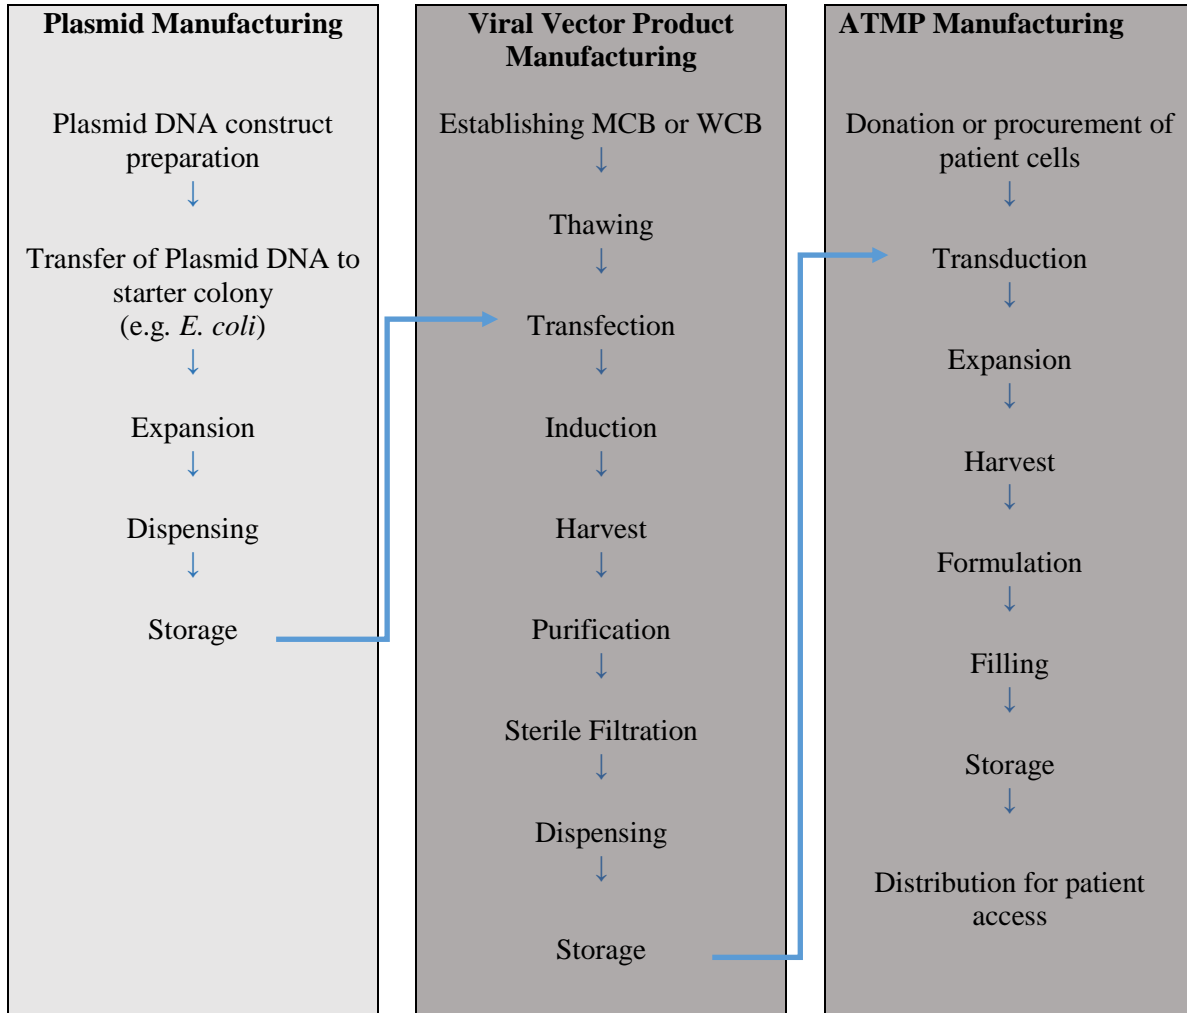 Plasmid Manufacturing
Plasmid DNA construct
preparation
↓
Transfer of Plasmid DNA to
starter colony
(e.g. E. coli)
↓
Expansion
↓
Dispensing
↓
Storage
Viral Vector Product
Manufacturing
Establishing MCB or WCB
↓
Thawing
↓
Transfection
↓
Induction
↓
Harvest
↓
Purification
↓
Sterile Filtration
↓
Dispensing
↓
Storage
ATMP Manufacturing
Donation or procurement of
patient cells
↓
Transduction
↓
Expansion
↓
Harvest
↓
Formulation
↓
Filling
↓
Storage
↓
Distribution for patient
access